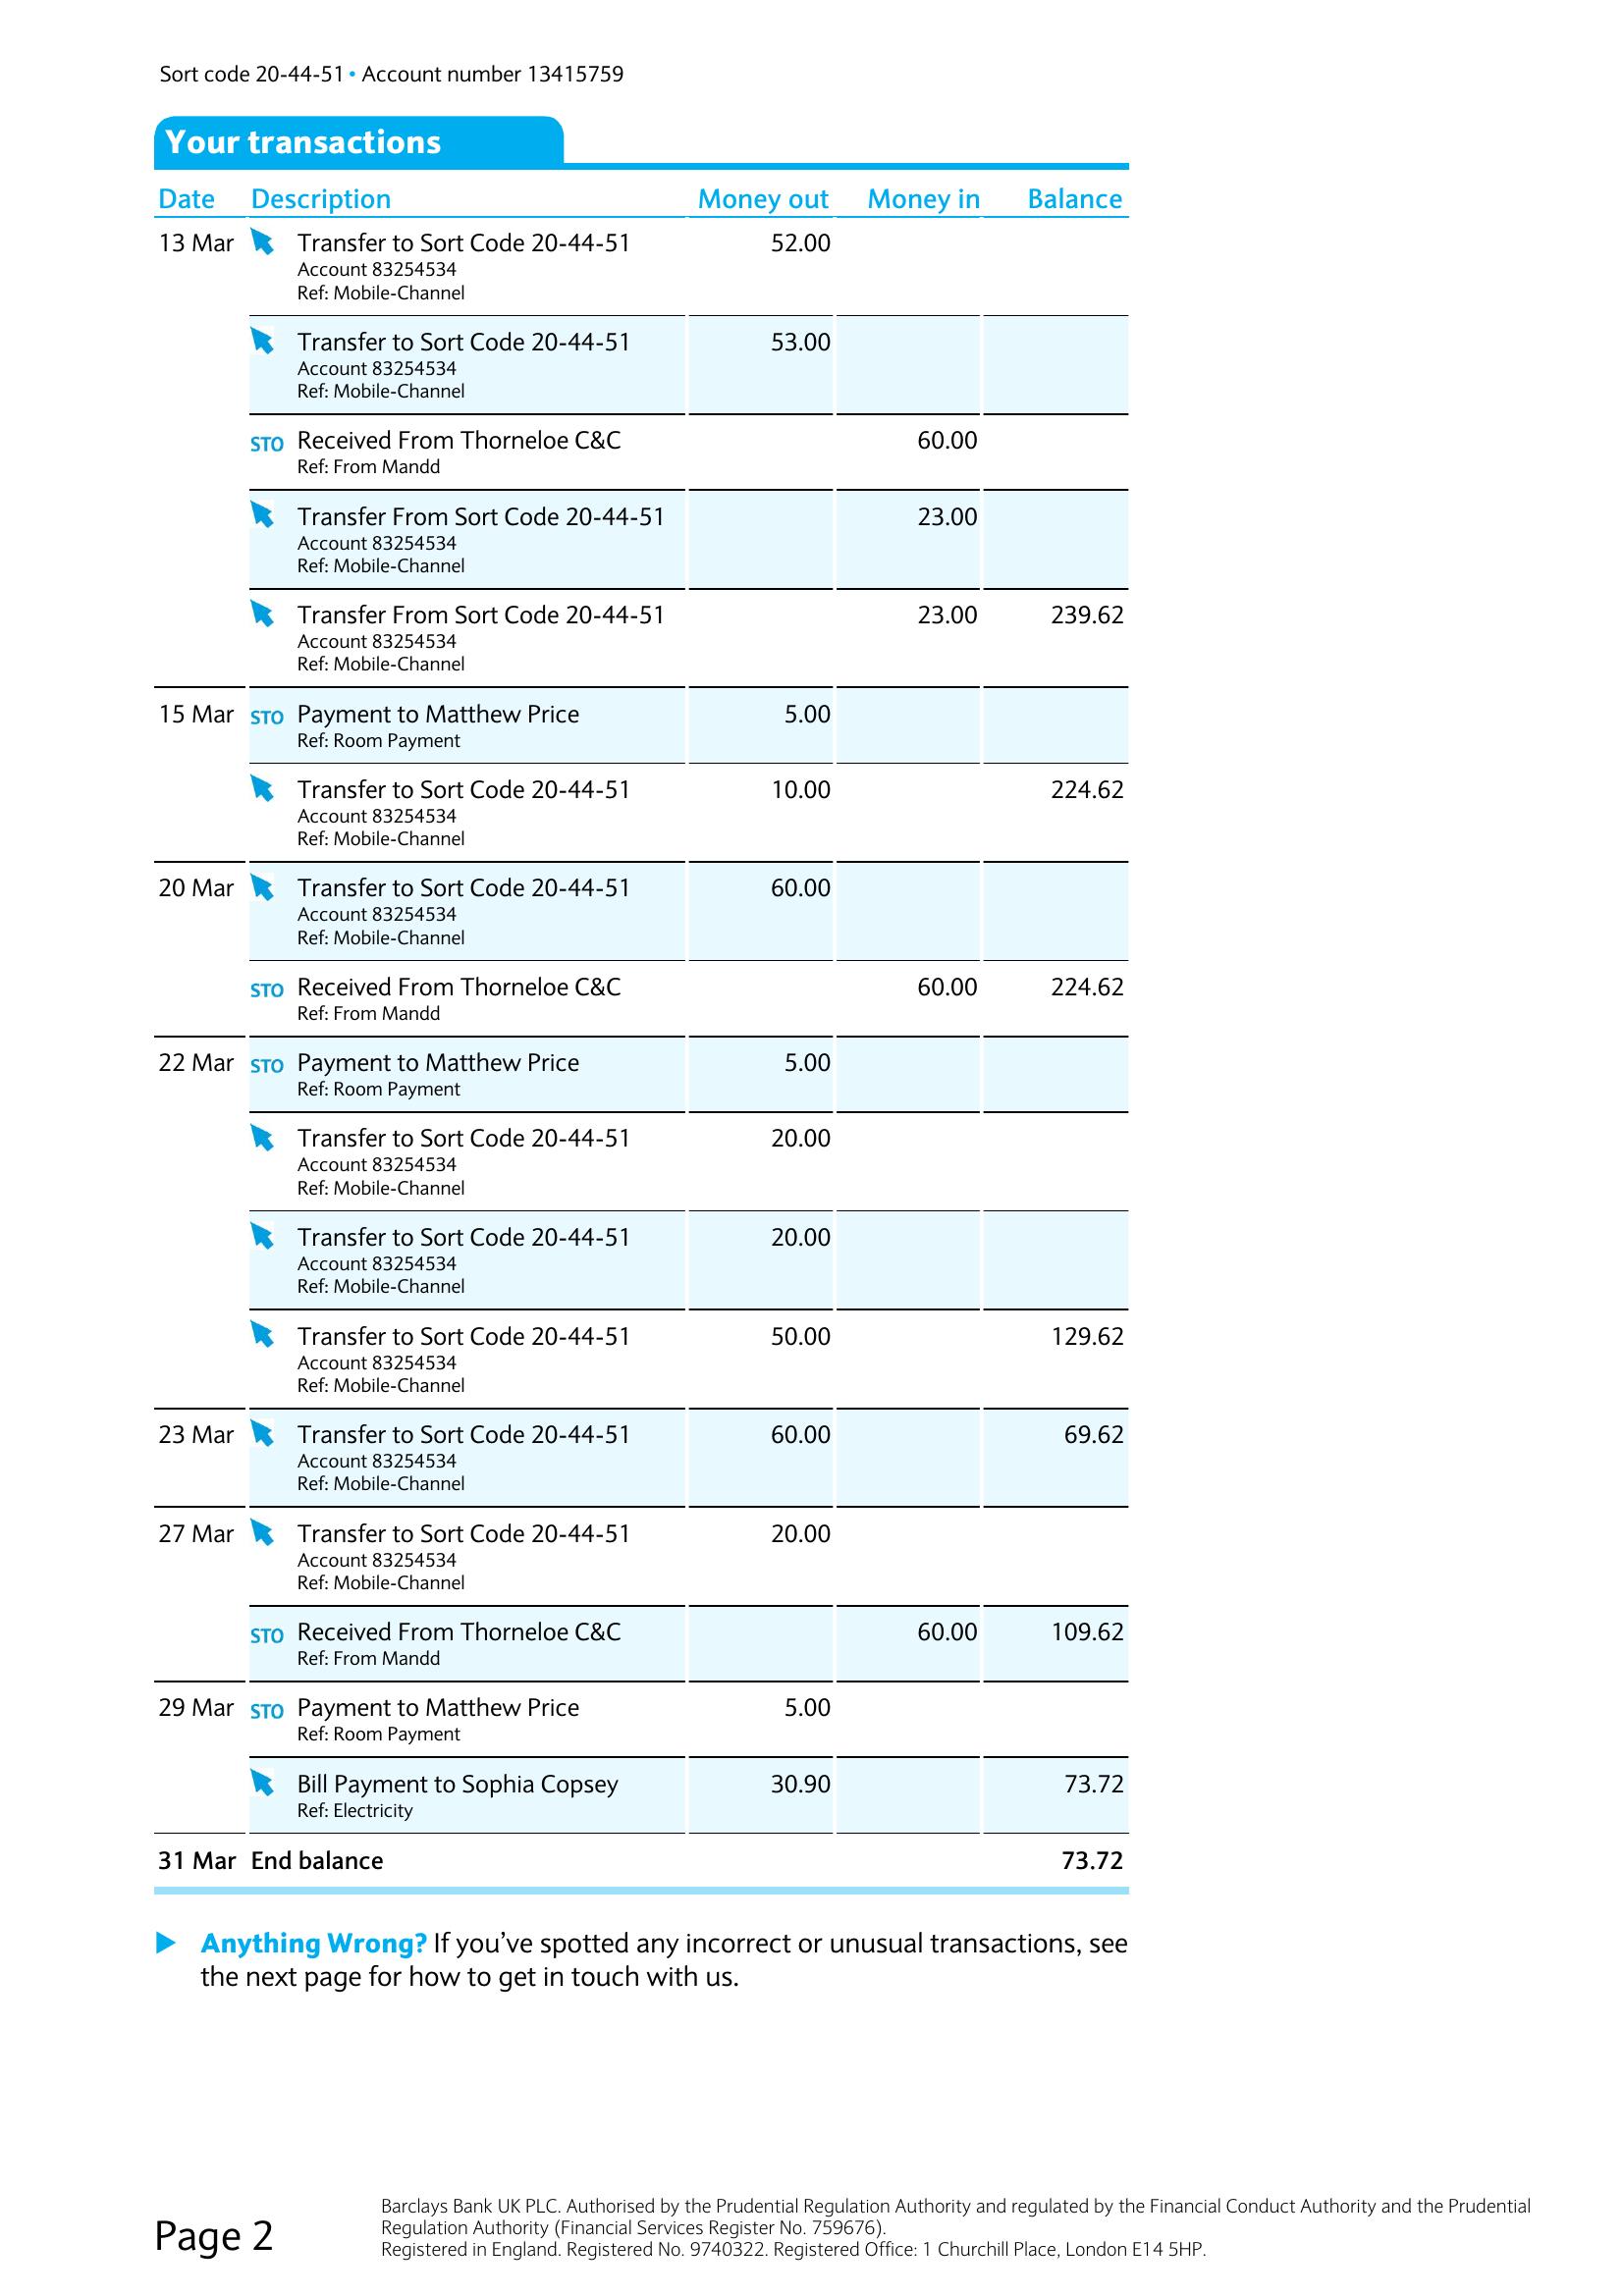 Sort code 20-44-51 • Account number 13415759
Your transactions
Date Description Money out Money in Balance
13 Mar Transfer to Sort Code 20-44-51 52.00
Account 83254534
Ref: Mobile-Channel
Transfer to Sort Code 20-44-51 53.00
Account 83254534
Ref: Mobile-Channel
STO Received From Thorneloe C&C 60.00
Ref: From Mandd
Transfer From Sort Code 20-44-51 23.00
Account 83254534
Ref: Mobile-Channel
Transfer From Sort Code 20-44-51 23.00 239.62
Account 83254534
Ref: Mobile-Channel
15 Mar STO Payment to Matthew Price 5.00
Ref: Room Payment
Transfer to Sort Code 20-44-51 10.00 224.62
Account 83254534
Ref: Mobile-Channel
20 Mar Transfer to Sort Code 20-44-51 60.00
Account 83254534
Ref: Mobile-Channel
STO Received From Thorneloe C&C 60.00 224.62
Ref: From Mandd
22 Mar STO Payment to Matthew Price 5.00
Ref: Room Payment
Transfer to Sort Code 20-44-51 20.00
Account 83254534
Ref: Mobile-Channel
Transfer to Sort Code 20-44-51 20.00
Account 83254534
Ref: Mobile-Channel
Transfer to Sort Code 20-44-51 50.00 129.62
Account 83254534
Ref: Mobile-Channel
23 Mar Transfer to Sort Code 20-44-51 60.00 69.62
Account 83254534
Ref: Mobile-Channel
27 Mar Transfer to Sort Code 20-44-51 20.00
Account 83254534
Ref: Mobile-Channel
STO Received From Thorneloe C&C 60.00 109.62
Ref: From Mandd
29 Mar STO Payment to Matthew Price 5.00
Ref: Room Payment
Bill Payment to Sophia Copsey 30.90 73.72
Ref: Electricity
31 Mar End balance 73.72
Anything Wrong? If you’ve spotted any incorrect or unusual transactions, see
the next page for how to get in touch with us.
Page 2
Barclays Bank UK PLC. Authorised by the Prudential Regulation Authority and regulated by the Financial Conduct Authority and the Prudential
Regulation Authority (Financial Services Register No. 759676).
Registered in England. Registered No. 9740322. Registered Office: 1 Churchill Place, London E14 5HP.